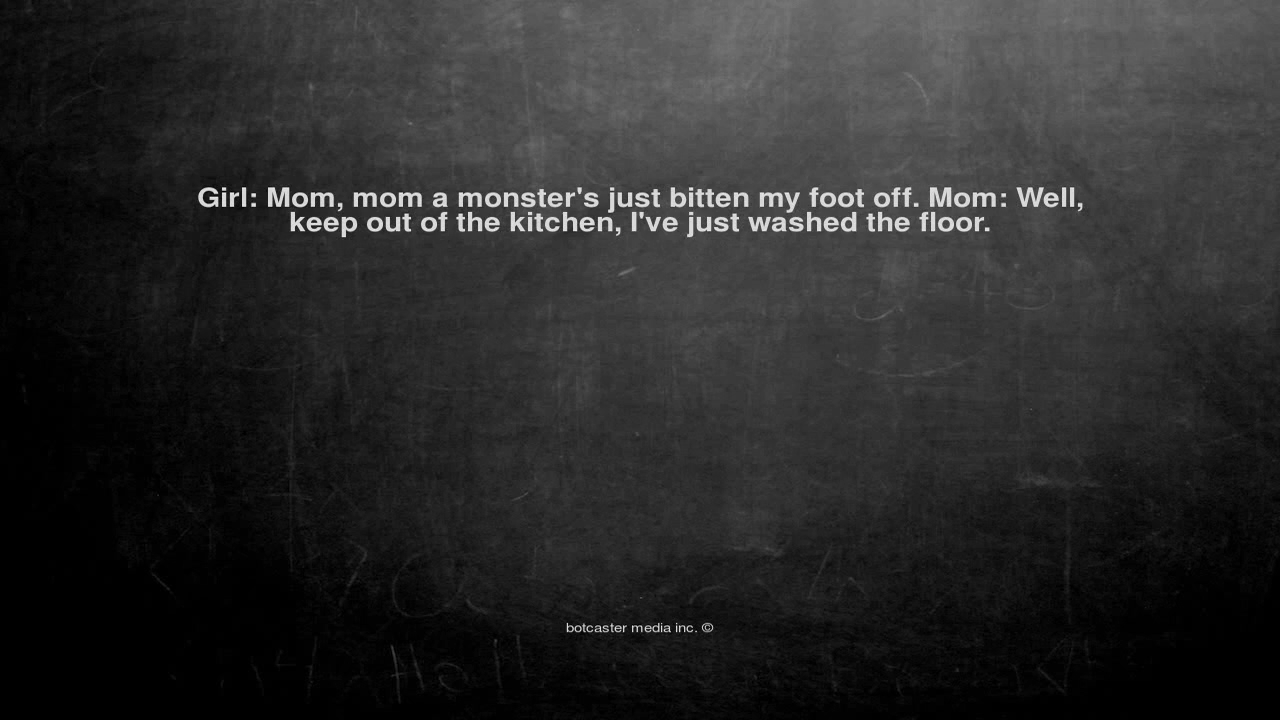 Girl: Mom, mom a monster's just bitten my foot off. Mom: Well,
keep out of the kitchen, I've just washed the floor.
botcaster media inc. ©